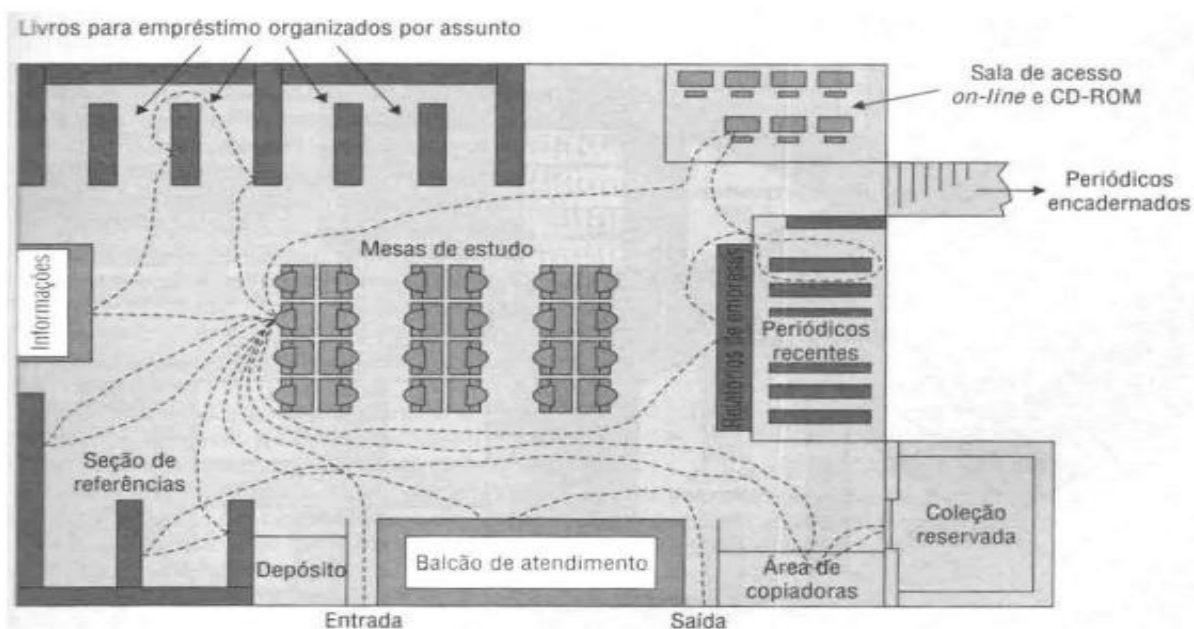 Livros para empréstimo organizados por assunto
Sala de acesso
on-line e CD-ROM
Periódicos
encadernados
Mesas de estudo
Informações
Relatórios de empresas
Periódicos
recentes
Seção de
referências
Coleção
reservada
Depósito
Balcão de atendimento
Área de
copiadoras
Entrada
Saída